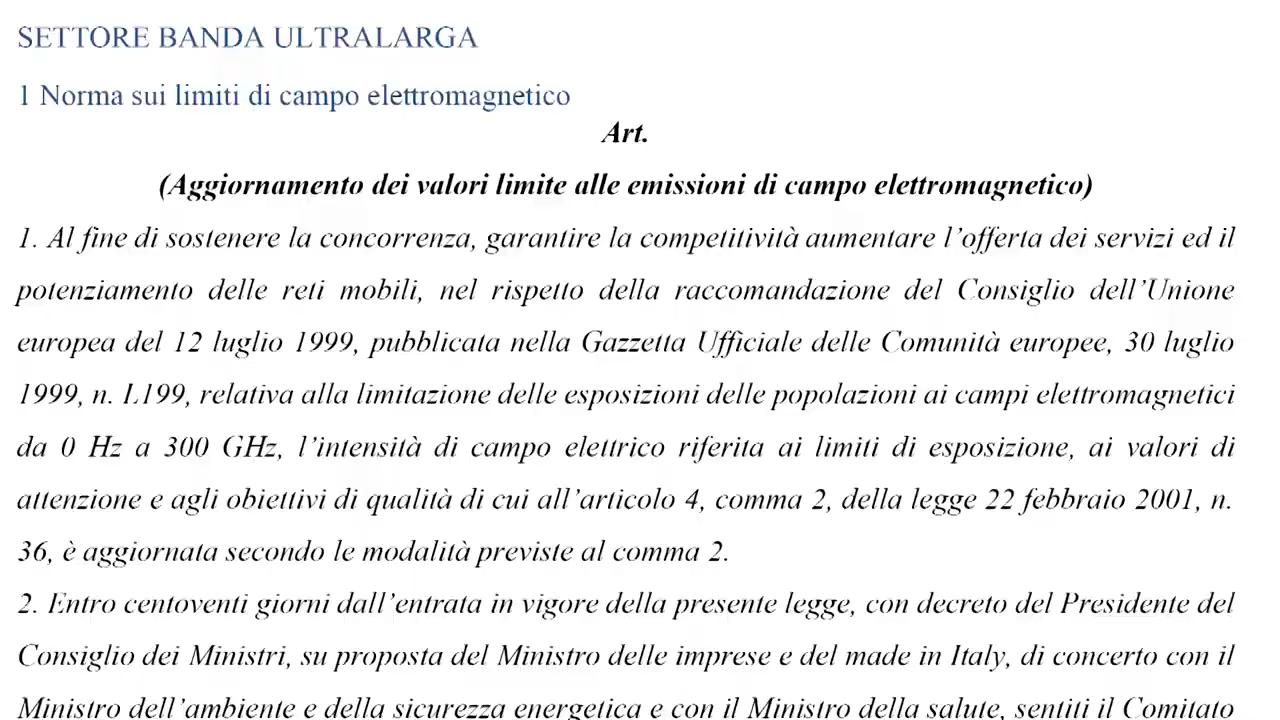 SETTORE BANDA ULTRALARGA
1 Norma sui limiti di campo elettromagnetico
Art.
(Aggiornamento dei valori limite alle emissioni di campo elettromagnetico)
1. Al fine di sostenere la concorrenza, garantire la competitività aumentare l’offerta dei servizi ed il
potenziamento delle reti mobili, nel rispetto della raccomandazione del Consiglio dell’Unione
europea del 12 luglio 1999, pubblicata nella Gazzetta Ufficiale delle Comunità europee, 30 luglio
1999, n. L199, relativa alla limitazione delle esposizioni delle popolazioni ai campi elettromagnetici
da 0 Hz a 300 GHz, l’intensità di campo elettrico riferita ai limiti di esposizione, ai valori di
attenzione e agli obiettivi di qualità di cui all’articolo 4, comma 2, della legge 22 febbraio 2001, n.
36, è aggiornata secondo le modalità previste al comma 2.
2. Entro centoventi giorni dall’entrata in vigore della presente legge, con decreto del Presidente del
Consiglio dei Ministri, su proposta del Ministro delle imprese e del made in Italy, di concerto con il
Ministro dell’ambiente e della sicurezza energetica e con il Ministro della salute, sentiti il Comitato